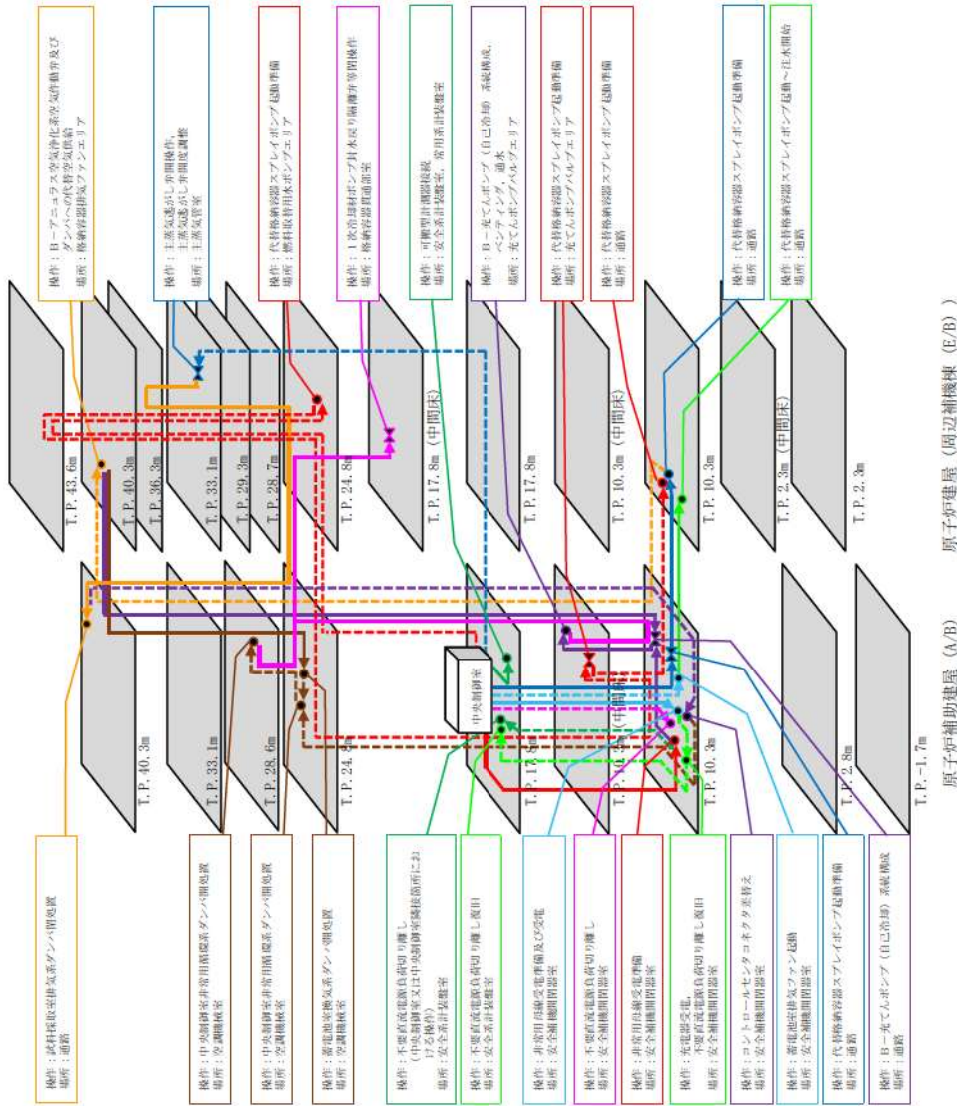 操作：B－アニュラス空気浄化系空気作動弁及び
ダンパへの代替空気供給
場所：格納容器排気ファンエリア
操作：主蒸気逃がし弁開操作，
主蒸気逃がし弁開度調整
場所：主蒸気管室
操作：代替格納容器スプレイポンプ起動準備
場所：燃料取替用水ポンプエリア
操作：1次冷却材ポンプ封水戻り隔離弁等閉操作
場所：格納容器貫通部室
操作：可搬型計測器接続
場所：安全系計装盤室，常用系計装盤室
操作：B－充てんポンプ（自己冷却）系統構成，
ベンティング，通水
場所：充てんポンプバルブエリア
操作：代替格納容器スプレイポンプ起動準備
場所：充てんポンプバルブエリア
操作：代替格納容器スプレイポンプ起動準備
場所：通路
操作：代替格納容器スプレイポンプ起動準備
場所：通路
操作：代替格納容器スプレイポンプ起動～注水開始
場所：通路
T.P. 43.6m
T.P. 40.3m
T.P. 36.3m
T.P. 33.1m
T.P. 29.3m
T.P. 28.7m
T.P. 24.8m
T.P. 17.8m（中間床）
T.P. 17.8m
T.P. 10.3m（中間床）
T.P. 10.3m
T.P. 2.3m（中間床）
T.P. 2.3m
原子炉建屋（周辺補機棟（E/B））
中央制御室
T.P. 40.3m
T.P. 33.1m
T.P. 28.6m
T.P. 24.8m
T.P. 17.8m
T.P. 10.3m（中間床）
T.P. 10.3m
T.P. 2.8m
T.P. -1.7m
原子炉補助建屋（A/B）
操作：試料採取室排気系ダンパ閉処置
場所：通路
操作：中央制御室非常用循環系ダンパ開処置
場所：空調機械室
操作：中央制御室非常用循環系ダンパ開処置
場所：空調機械室
操作：蓄電池室換気系ダンパ開処置
場所：空調機械室
操作：不要直流電源負荷切り離し
（中央制御室又は中央制御室隣接箇所にお
ける操作）
場所：安全系計装盤室
操作：不要直流電源負荷切り離し復旧
場所：安全系計装盤室
操作：非常用母線受電準備及び受電
場所：安全補機開閉器室
操作：不要直流電源負荷切り離し
場所：安全補機開閉器室
操作：非常用母線受電準備
場所：安全補機開閉器室
操作：充電器受電，
不要直流電源負荷切り離し復旧
場所：安全補機開閉器室
操作：コントロールセンタコネクタ差替え
場所：安全補機開閉器室
操作：蓄電池室排気ファン起動
場所：安全補機開閉器室
操作：代替格納容器スプレイポンプ起動準備
場所：通路
操作：B－充てんポンプ（自己冷却）系統構成
場所：通路